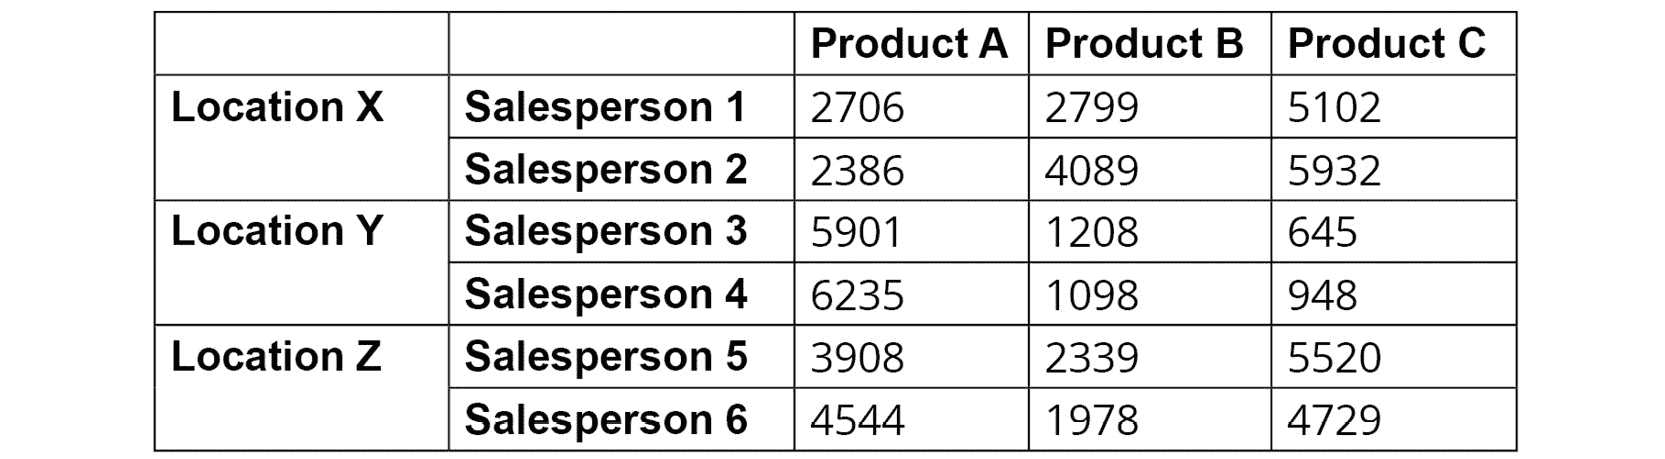 Product A Product B Product C
Location X Salesperson 1 2706 2799 5102
Salesperson 2 2386 4089 5932
Location Y Salesperson 3 5901 1208 645
Salesperson 4 6235 1098 948
Location Z Salesperson 5 3908 2339 5520
Salesperson 6 4544 1978 4729